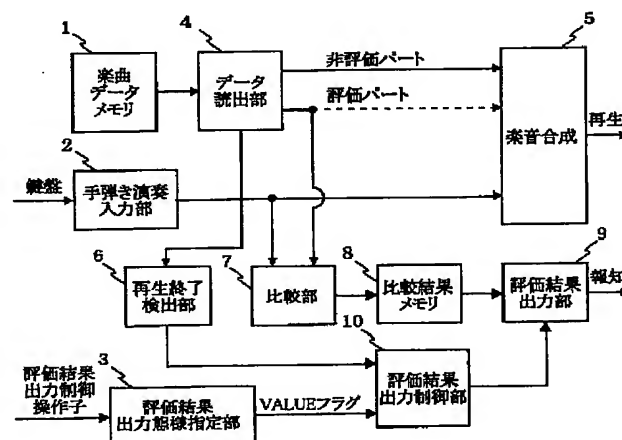 1
楽曲
データ
メモリ
4
データ
読出部
非評価パート
評価パート
5
楽音合成
再生
2
鍵盤
手弾き演奏
入力部
6
再生終了
検出部
7
比較部
8
比較結果
メモリ
9
評価結果
出力部
報知
10
評価結果
出力制御部
評価結果
出力制御
操作子
3
評価結果
出力態様指定部
VALUEフラグ